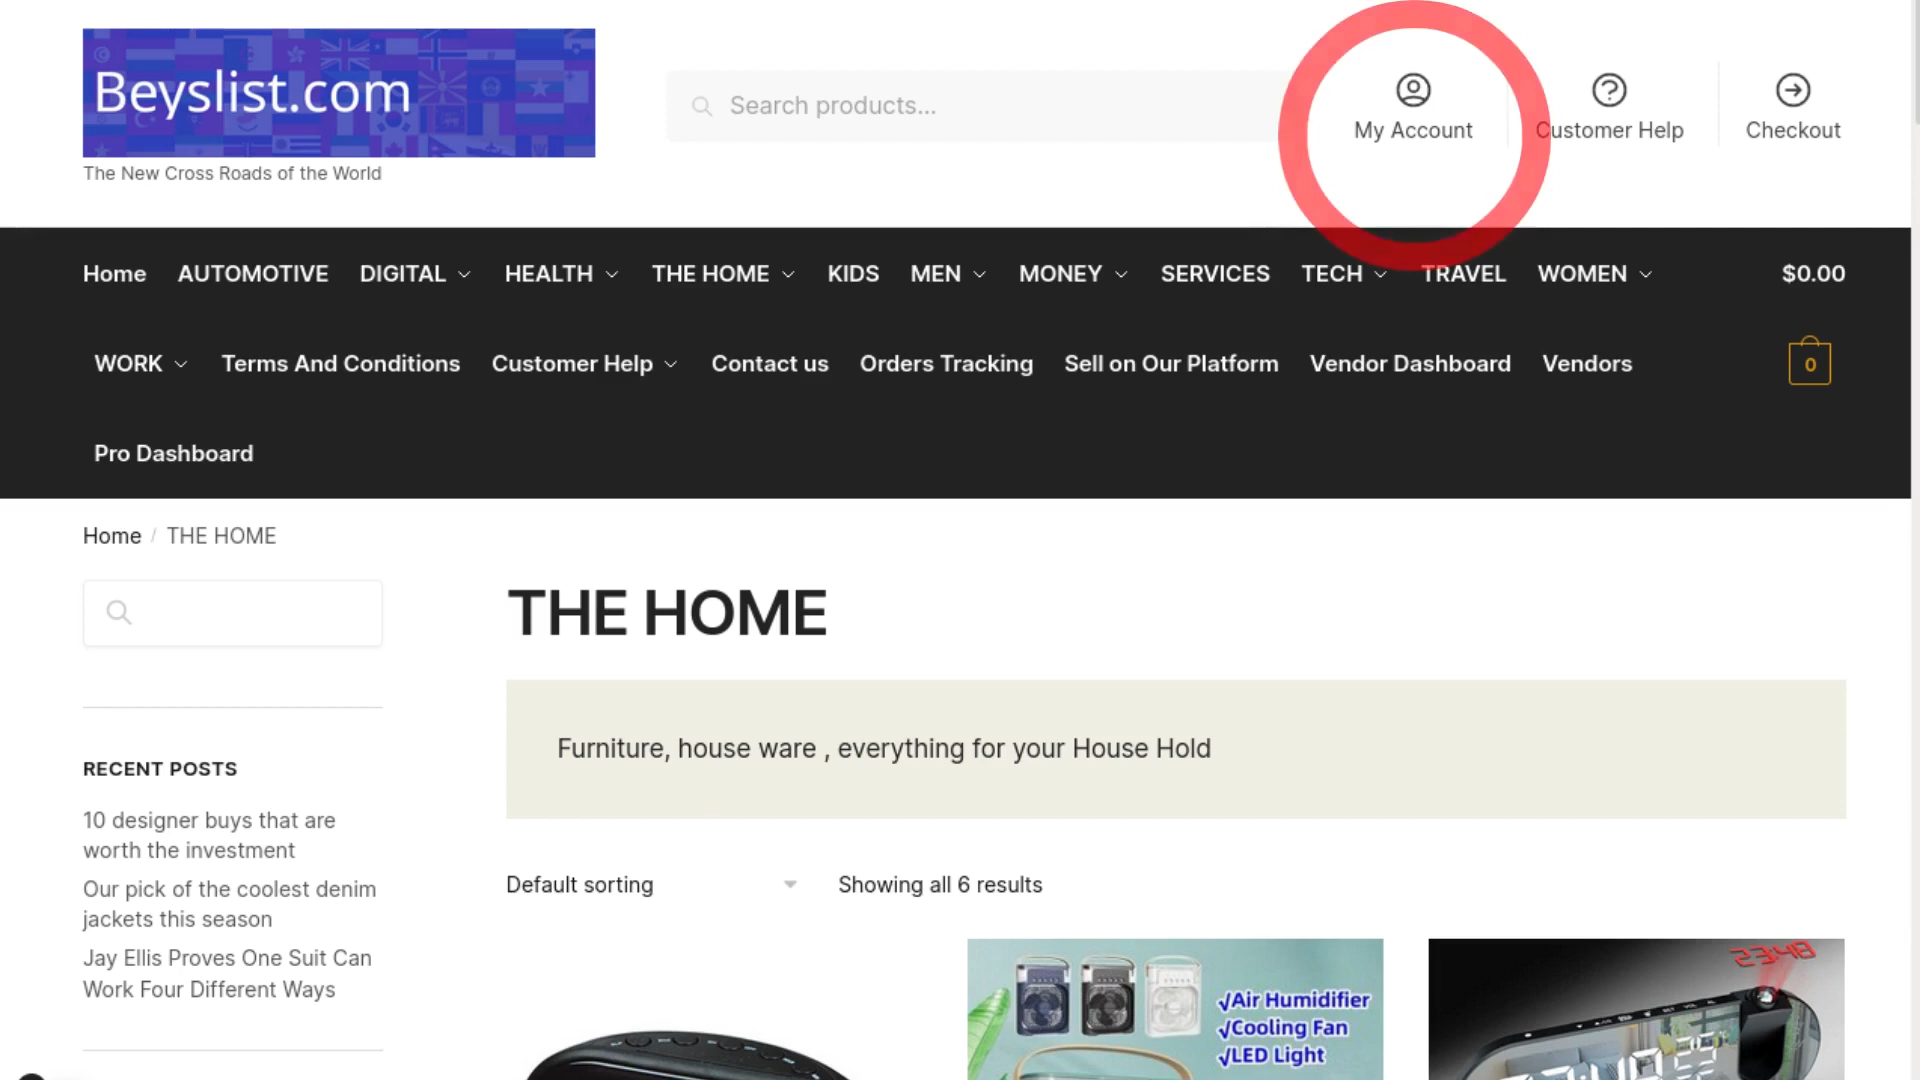 Beyslist.com
The New Cross Roads of the World
Search products...
My Account
Customer Help
Checkout
Home AUTOMOTIVE DIGITAL HEALTH THE HOME KIDS MEN MONEY SERVICES TECH TRAVEL WOMEN $0.00
WORK Terms And Conditions Customer Help Contact us Orders Tracking Sell on Our Platform Vendor Dashboard Vendors 0
Pro Dashboard
Home / THE HOME
THE HOME
Furniture, house ware , everything for your House Hold
RECENT POSTS
10 designer buys that are
worth the investment
Our pick of the coolest denim
jackets this season
Jay Ellis Proves One Suit Can
Work Four Different Ways
Default sorting
Showing all 6 results
√Air Humidifier
√Cooling Fan
√LED Light
23:48